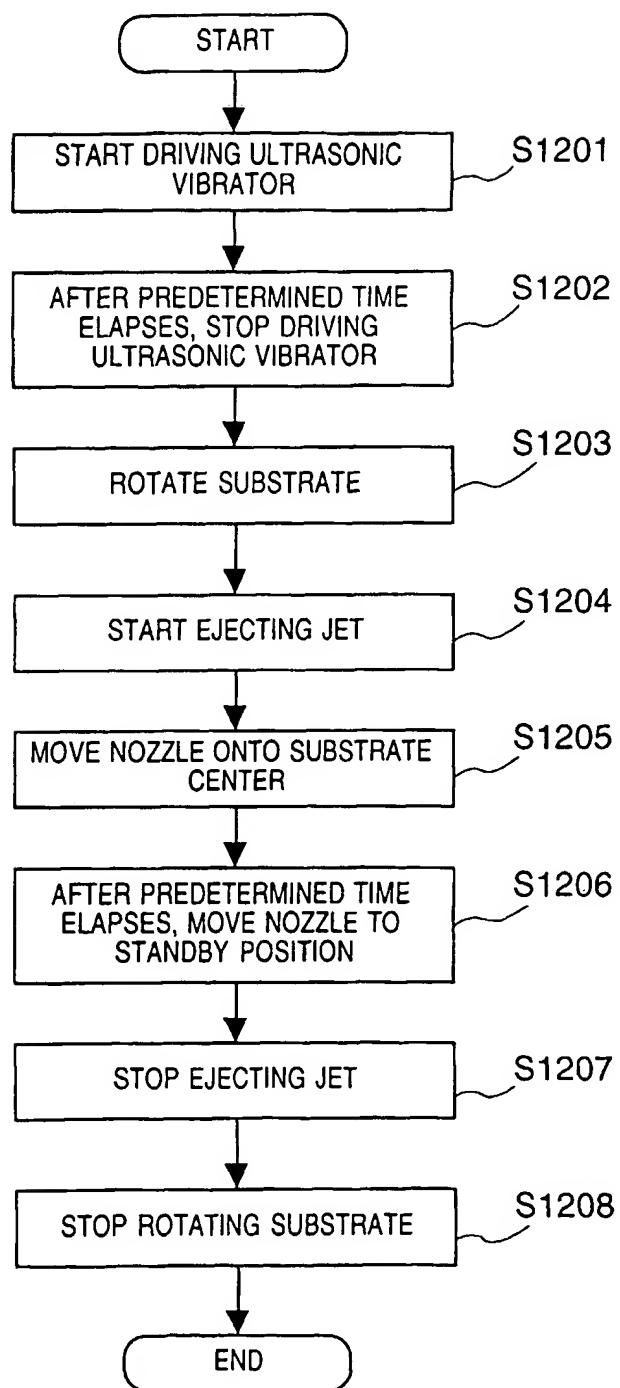 START
START DRIVING ULTRASONIC
VIBRATOR
S1201
AFTER PREDETERMINED TIME
ELAPSES, STOP DRIVING
ULTRASONIC VIBRATOR
S1202
ROTATE SUBSTRATE
S1203
START EJECTING JET
S1204
MOVE NOZZLE ONTO SUBSTRATE
CENTER
S1205
AFTER PREDETERMINED TIME
ELAPSES, MOVE NOZZLE TO
STANDBY POSITION
S1206
STOP EJECTING JET
S1207
STOP ROTATING SUBSTRATE
S1208
END